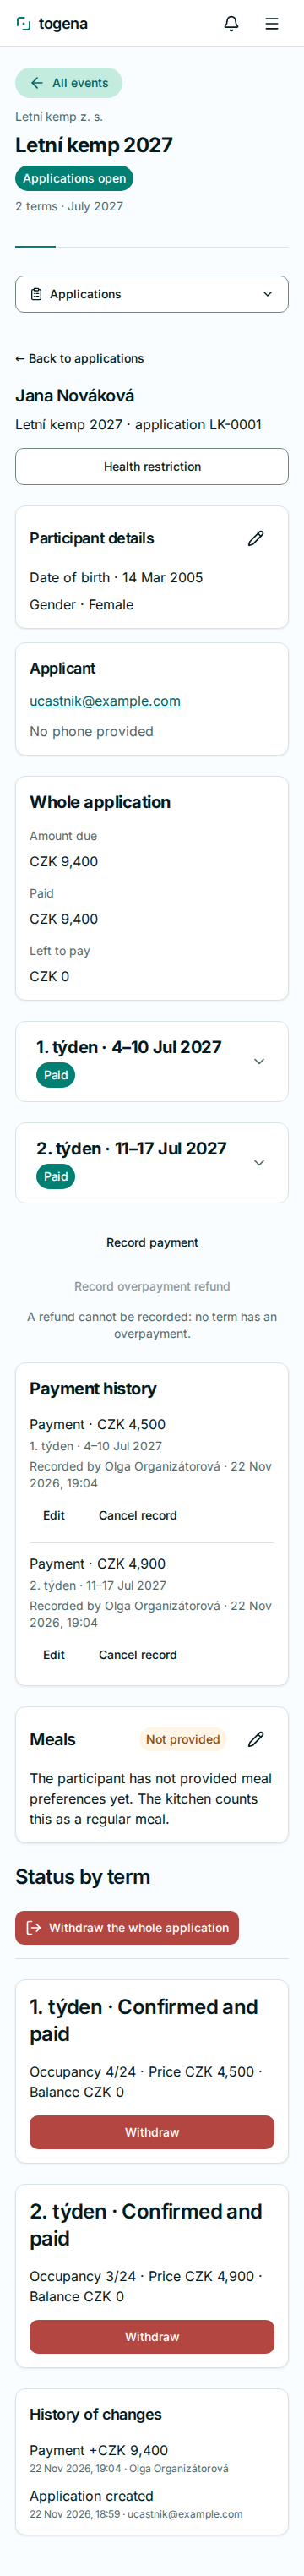 togena
All events
Letní kemp z. s.
Letní kemp 2027
Applications open
2 terms · July 2027
Applications
← Back to applications
Jana Nováková
Letní kemp 2027 · application LK-0001
Health restriction
Participant details
Date of birth · 14 Mar 2005
Gender · Female
Applicant
ucastnik@example.com
No phone provided
Whole application
Amount due
CZK 9,400
Paid
CZK 9,400
Left to pay
CZK 0
1. týden · 4–10 Jul 2027
Paid
2. týden · 11–17 Jul 2027
Paid
Record payment
Record overpayment refund
A refund cannot be recorded: no term has an
overpayment.
Payment history
Payment · CZK 4,500
1. týden · 4–10 Jul 2027
Recorded by Olga Organizátorová · 22 Nov
2026, 19:04
Edit Cancel record
Payment · CZK 4,900
2. týden · 11–17 Jul 2027
Recorded by Olga Organizátorová · 22 Nov
2026, 19:04
Edit Cancel record
Meals Not provided
The participant has not provided meal
preferences yet. The kitchen counts
this as a regular meal.
Status by term
Withdraw the whole application
1. týden · Confirmed and
paid
Occupancy 4/24 · Price CZK 4,500 ·
Balance CZK 0
Withdraw
2. týden · Confirmed and
paid
Occupancy 3/24 · Price CZK 4,900 ·
Balance CZK 0
Withdraw
History of changes
Payment +CZK 9,400
22 Nov 2026, 19:04 · Olga Organizátorová
Application created
22 Nov 2026, 18:59 · ucastnik@example.com